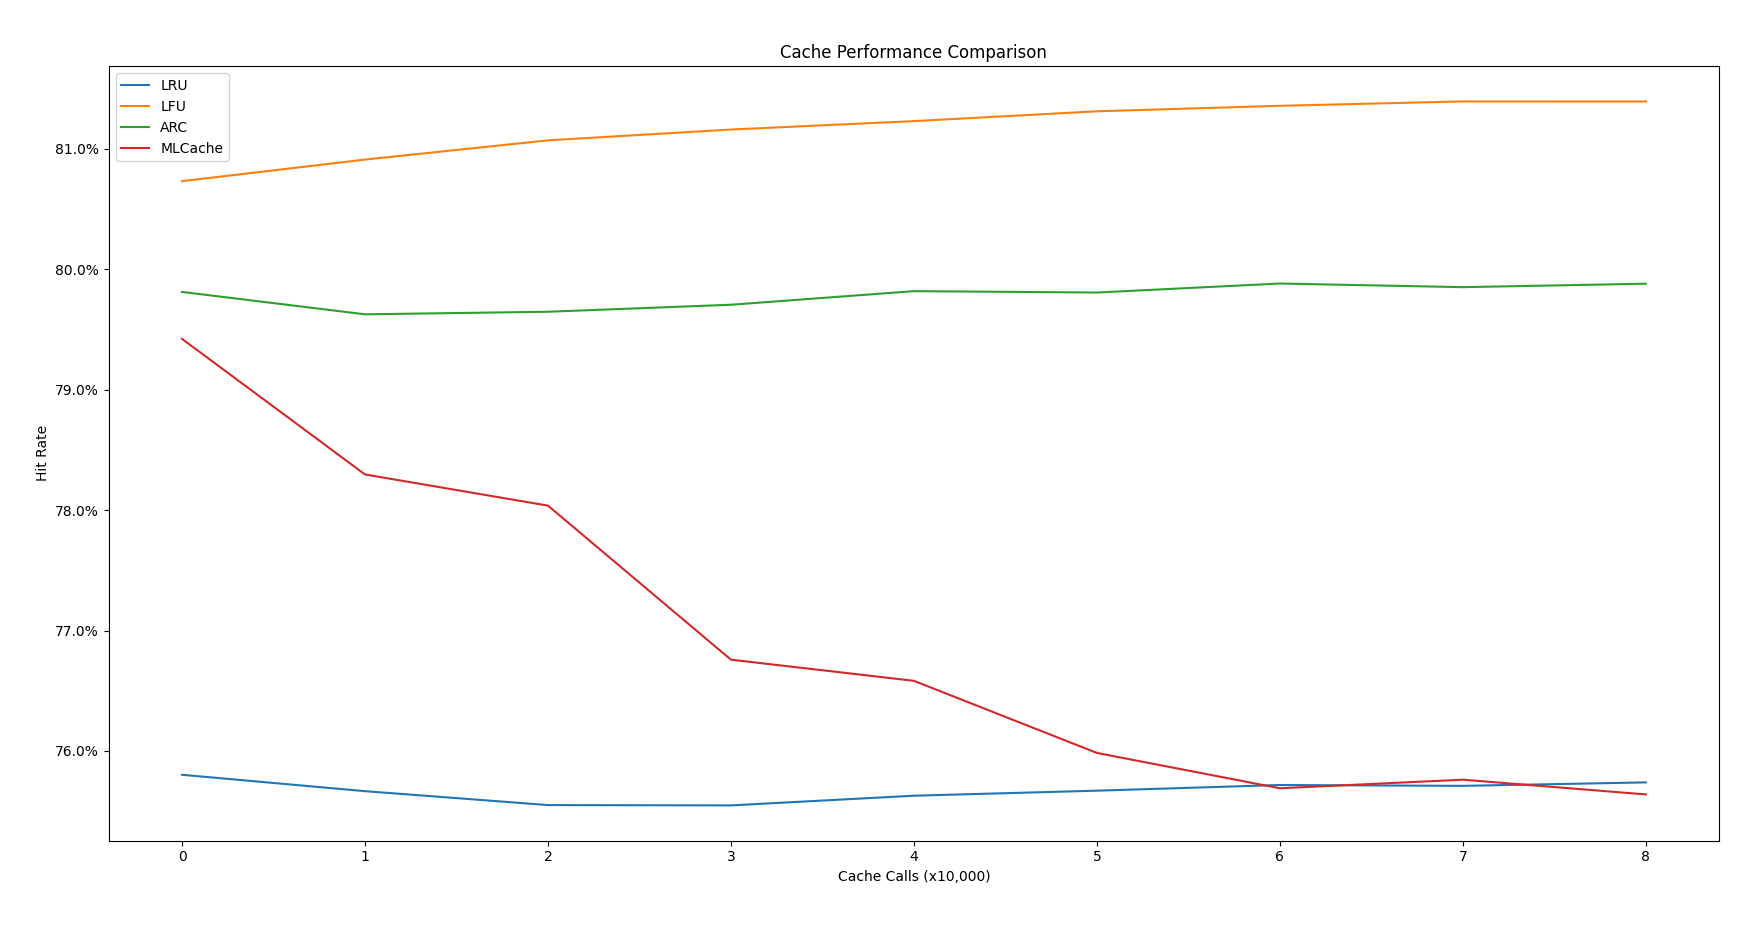 Cache Performance Comparison
LRU
LFU
ARC
MLCache
81.0%
80.0%
79.0%
78.0%
77.0%
76.0%
Hit Rate
0 1 2 3 4 5 6 7 8
Cache Calls (x10,000)